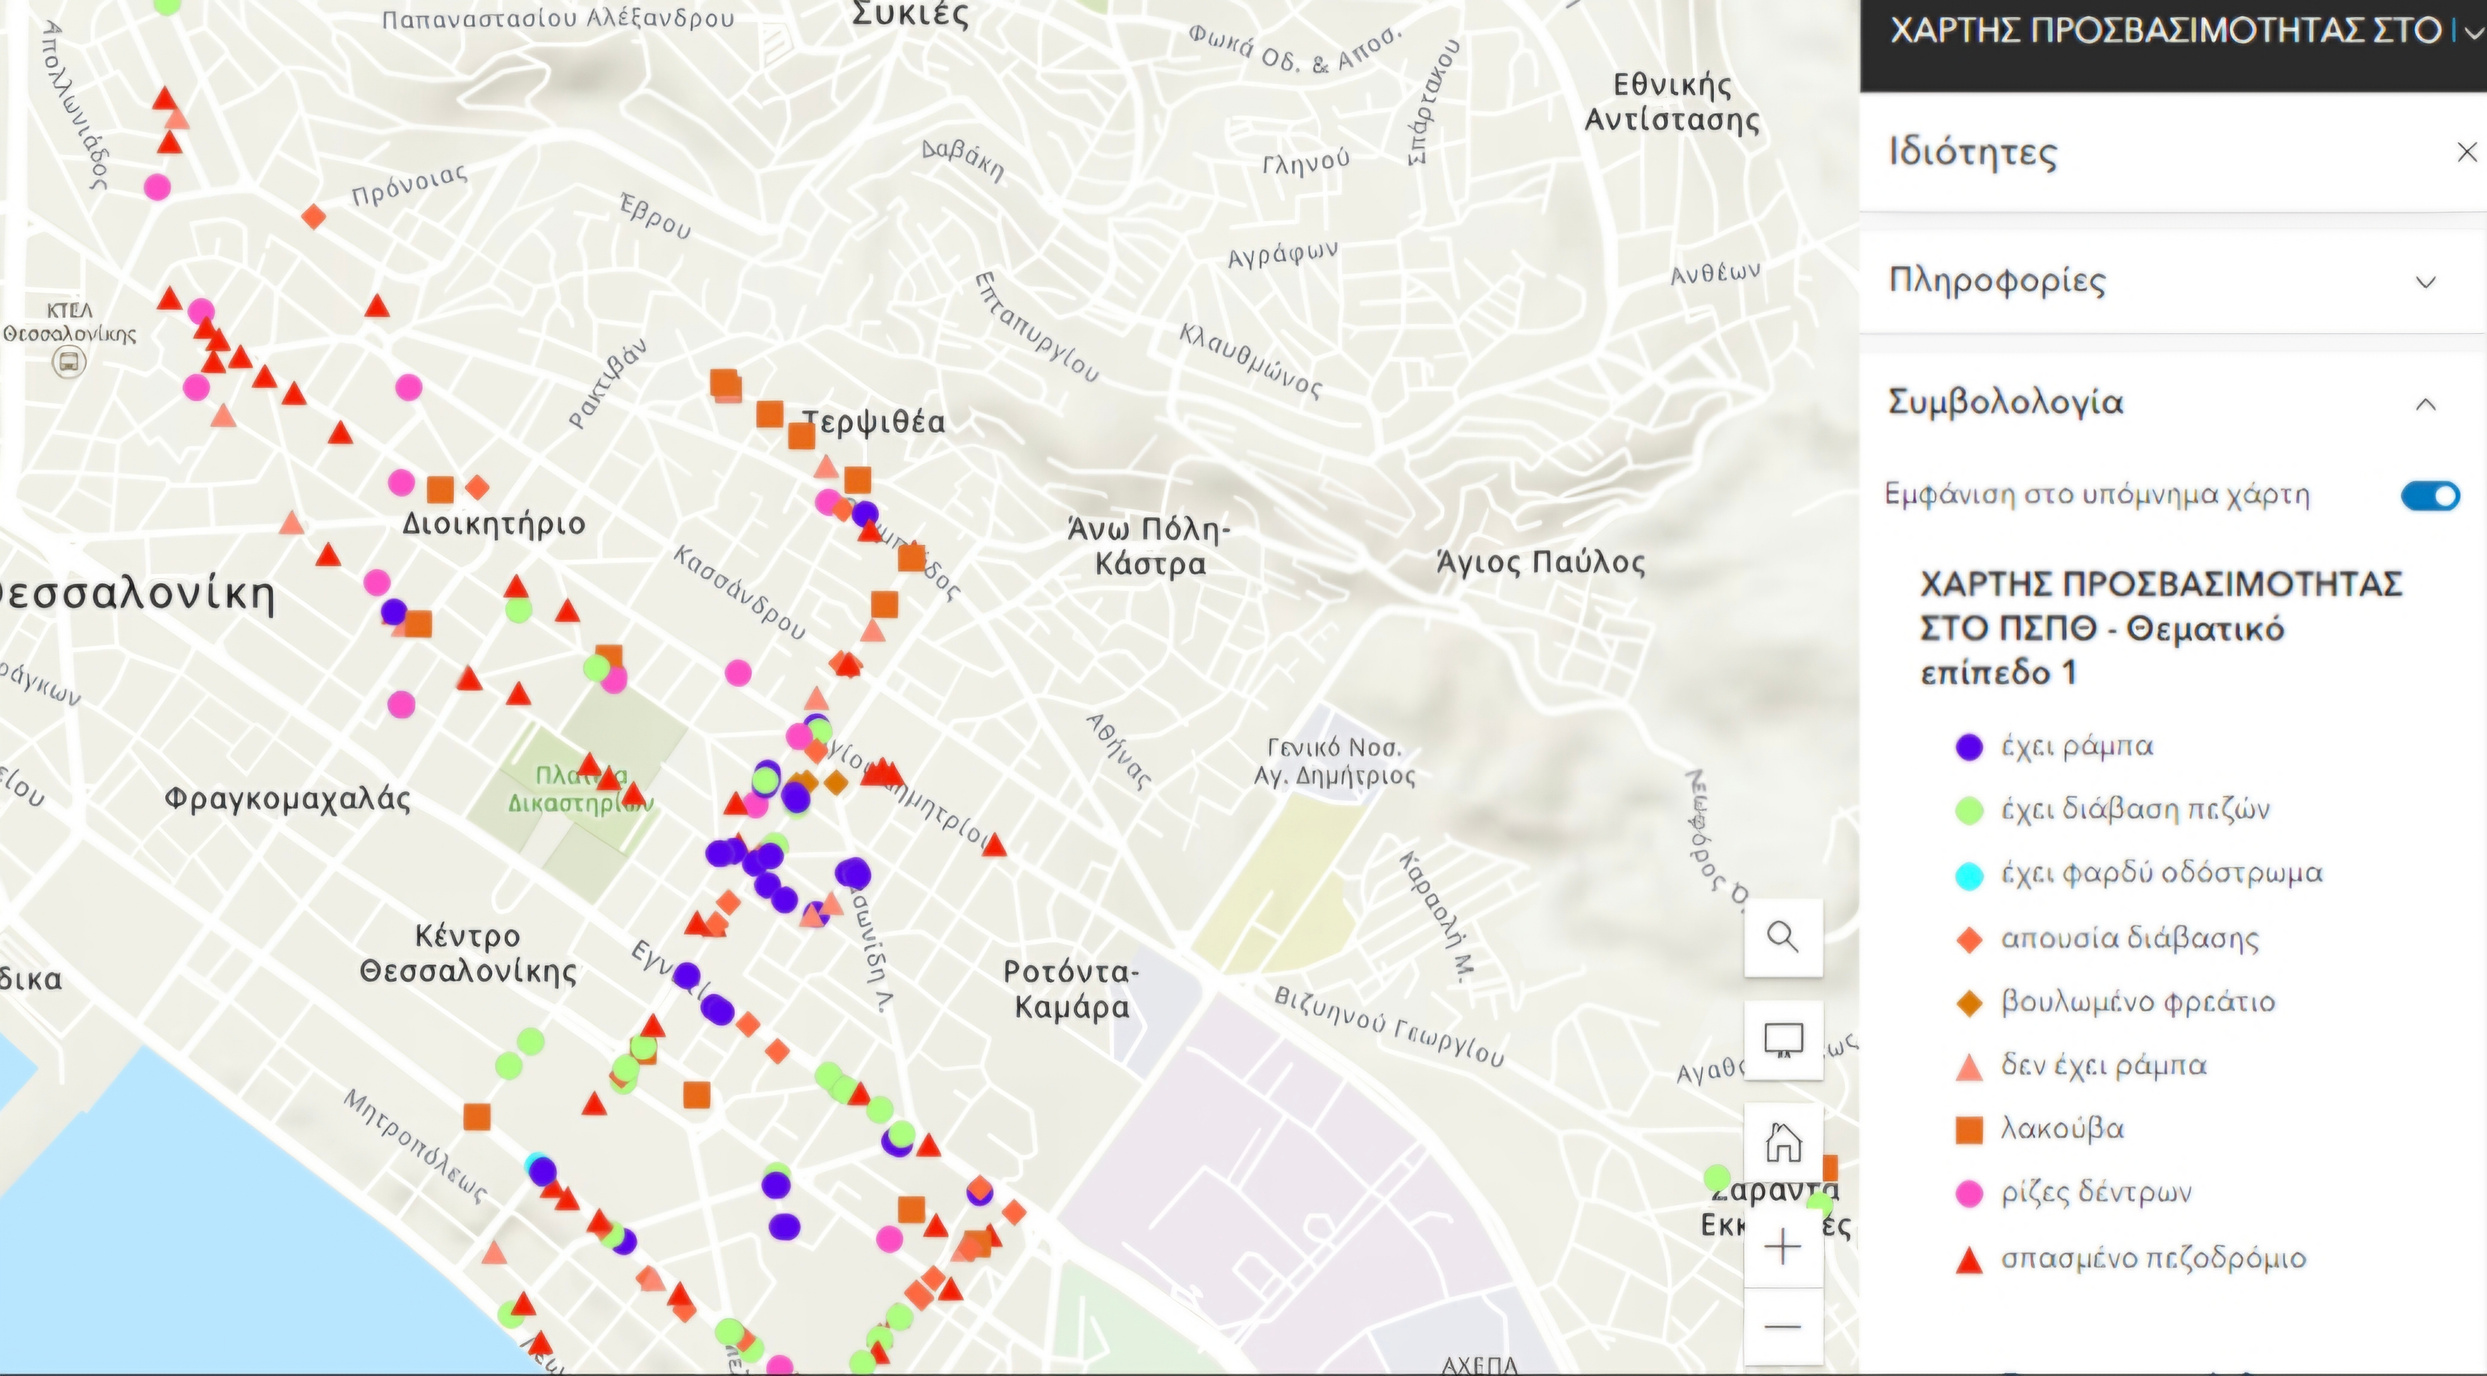 Παπαναστασίου Αλέξανδρου
Συκιές
Φωκά Οδ. & Αποσ.
Σπάρτακου
Εθνικής
Αντίστασης
Απολλωνιάδος
Πρόνοιας
Έβρου
Δαβάκη
Γληνού
Αγράφων
Ανθέων
ΚΤΕΛ
Θεσσαλονίκης
Ρακτιβάν
Επταπυργίου
Κλαυθμώνος
Τερψιθέα
Διοικητήριο
Κασσάνδρου
Άνω Πόλη-
Κάστρα
Άγιος Παύλος
εσσαλονίκη
Αθήνας
Γενικό Νοσ.
Αγ. Δημήτριος
Φραγκομαχαλάς
Δικαστηρίων
Καραολή Μ.
Κέντρο
Θεσσαλονίκης
Ροτόντα-
Καμάρα
Βιζυηνού Γεωργίου
Μητροπόλεως
ΑΧΕΠΑ
ΧΑΡΤΗΣ ΠΡΟΣΒΑΣΙΜΟΤΗΤΑΣ ΣΤΟ
Ιδιότητες
Πληροφορίες
Συμβολολογία
Εμφάνιση στο υπόμνημα χάρτη
ΧΑΡΤΗΣ ΠΡΟΣΒΑΣΙΜΟΤΗΤΑΣ
ΣΤΟ ΠΣΠΘ - Θεματικό
επίπεδο 1
έχει ράμπα
έχει διάβαση πεζών
έχει φαρδύ οδόστρωμα
απουσία διάβασης
βουλωμένο φρεάτιο
δεν έχει ράμπα
λακούβα
ρίζες δέντρων
σπασμένο πεζοδρόμιο